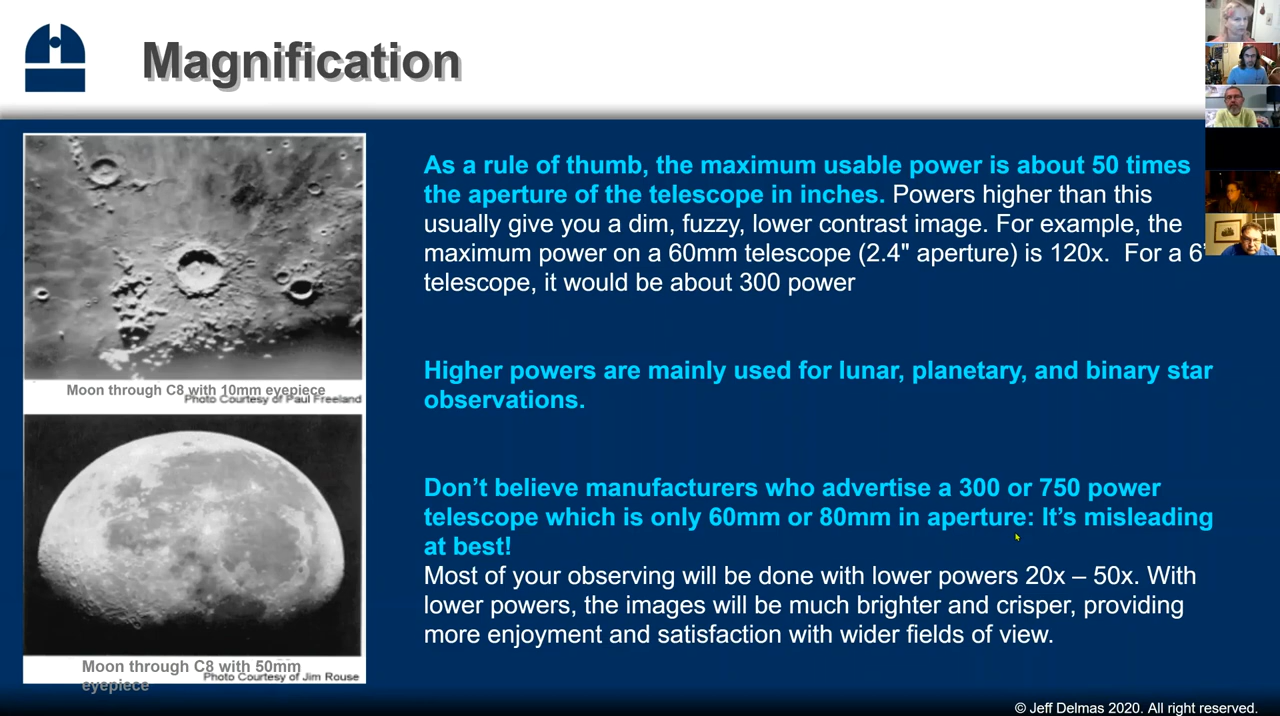 Magnification
As a rule of thumb, the maximum usable power is about 50 times
the aperture of the telescope in inches. Powers higher than this
usually give you a dim, fuzzy, lower contrast image. For example, the
maximum power on a 60mm telescope (2.4" aperture) is 120x. For a 6"
telescope, it would be about 300 power
Higher powers are mainly used for lunar, planetary, and binary star
observations.
Don’t believe manufacturers who advertise a 300 or 750 power
telescope which is only 60mm or 80mm in aperture: It’s misleading
at best!
Most of your observing will be done with lower powers 20x – 50x. With
lower powers, the images will be much brighter and crisper, providing
more enjoyment and satisfaction with wider fields of view.
Moon through C8 with 10mm eyepiece
Photo Courtesy of Paul Freeland
Moon through C8 with 50mm
eyepiece
Photo Courtesy of Jim Rouse
© Jeff Delmas 2020. All right reserved.